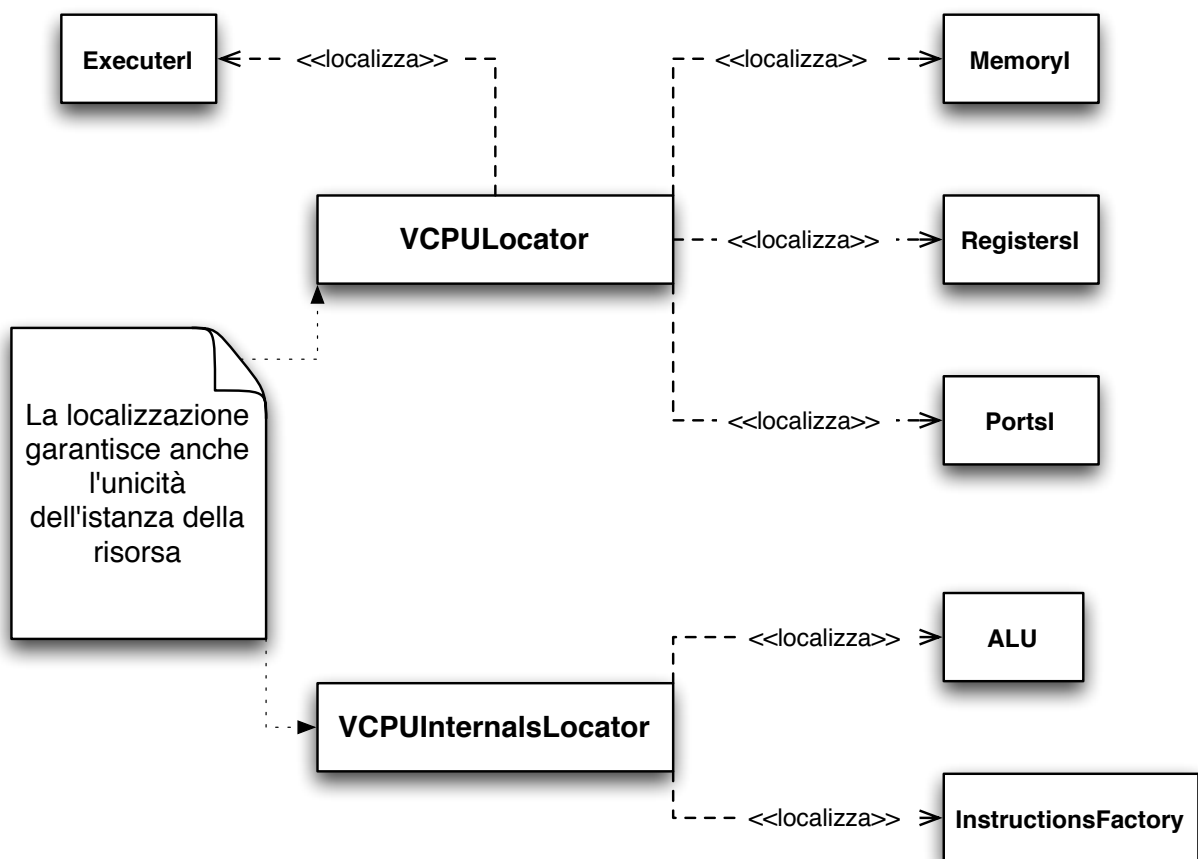 ExecuterI
<<localizza>>
<<localizza>>
MemoryI
VCPULocator
<<localizza>>
RegistersI
La localizzazione
garantisce anche
l'unicità
dell'istanza della
risorsa
<<localizza>>
PortsI
<<localizza>>
ALU
VCPUInternalsLocator
<<localizza>>
InstructionsFactory